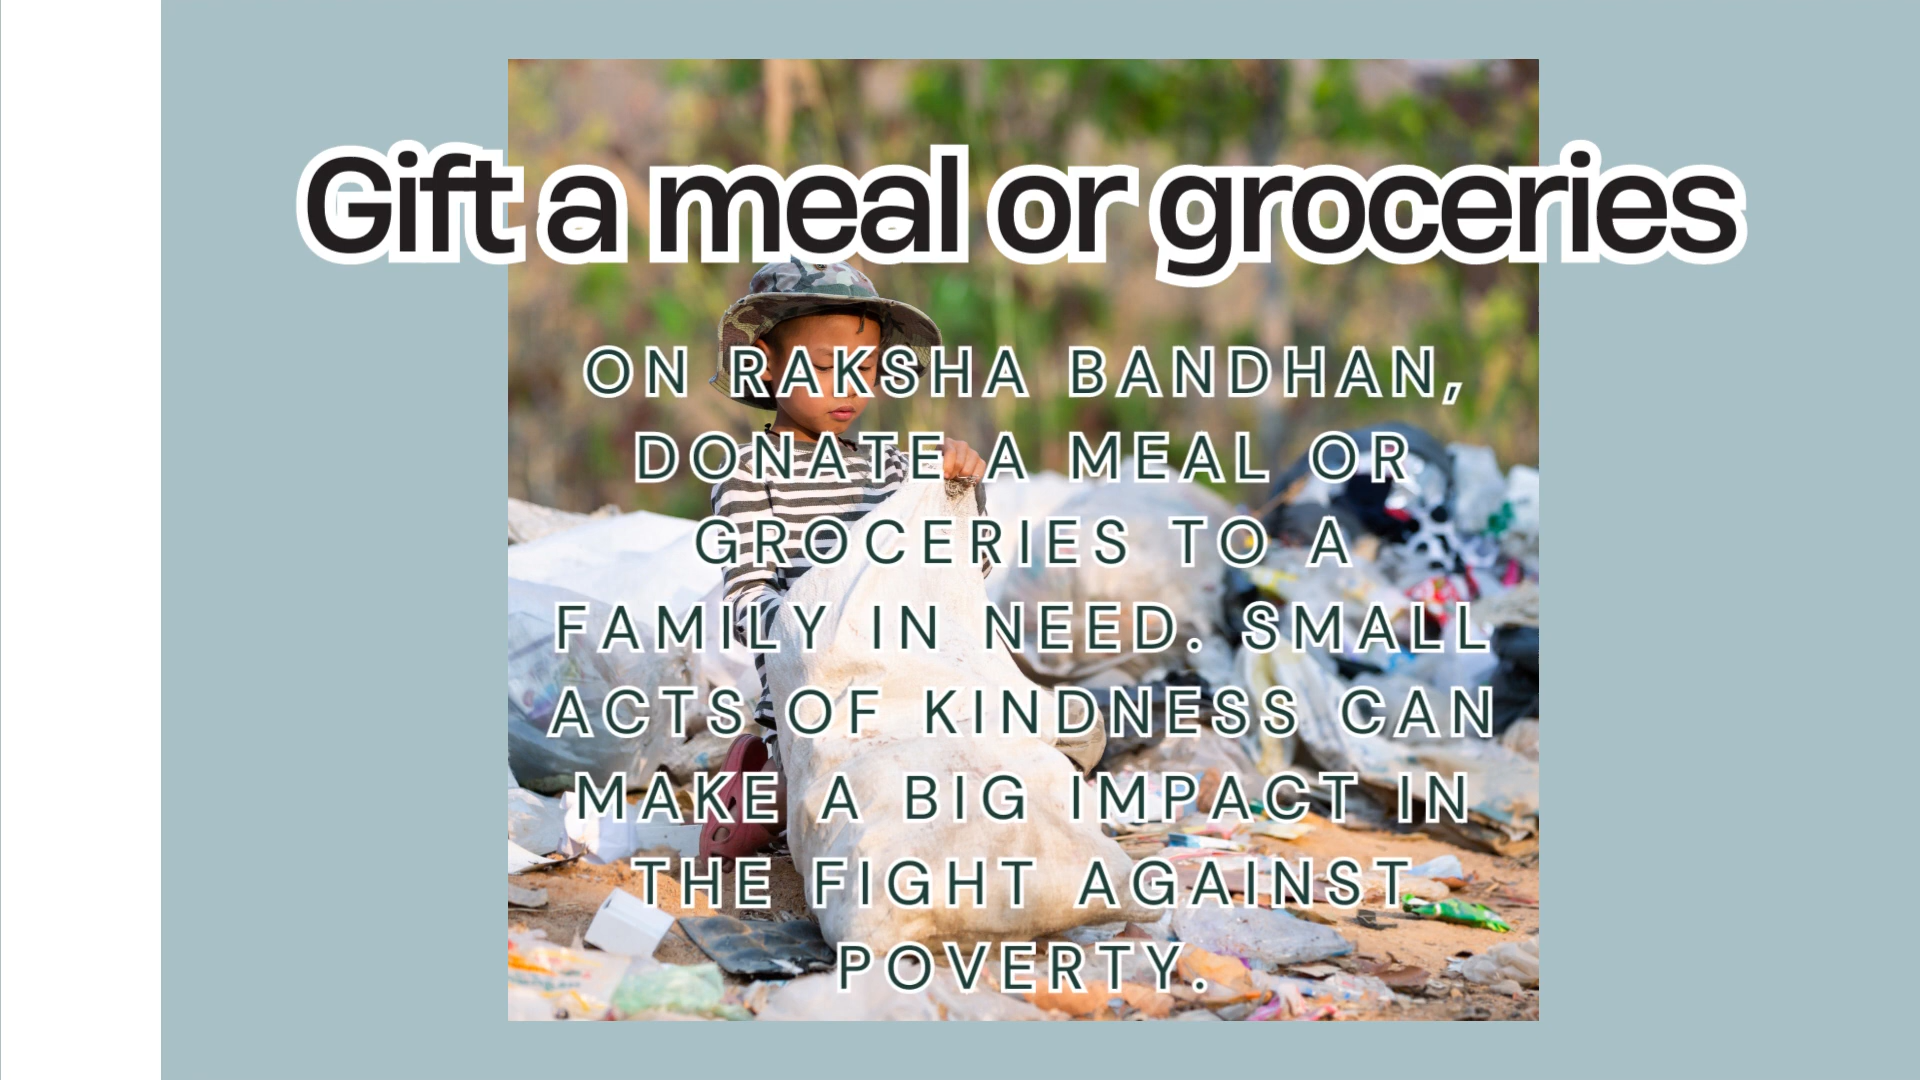 Gift a meal or groceries
ON RAKSHA BANDHAN,
DONATE A MEAL OR
GROCERIES TO A
FAMILY IN NEED. SMALL
ACTS OF KINDNESS CAN
MAKE A BIG IMPACT IN
THE FIGHT AGAINST
POVERTY.